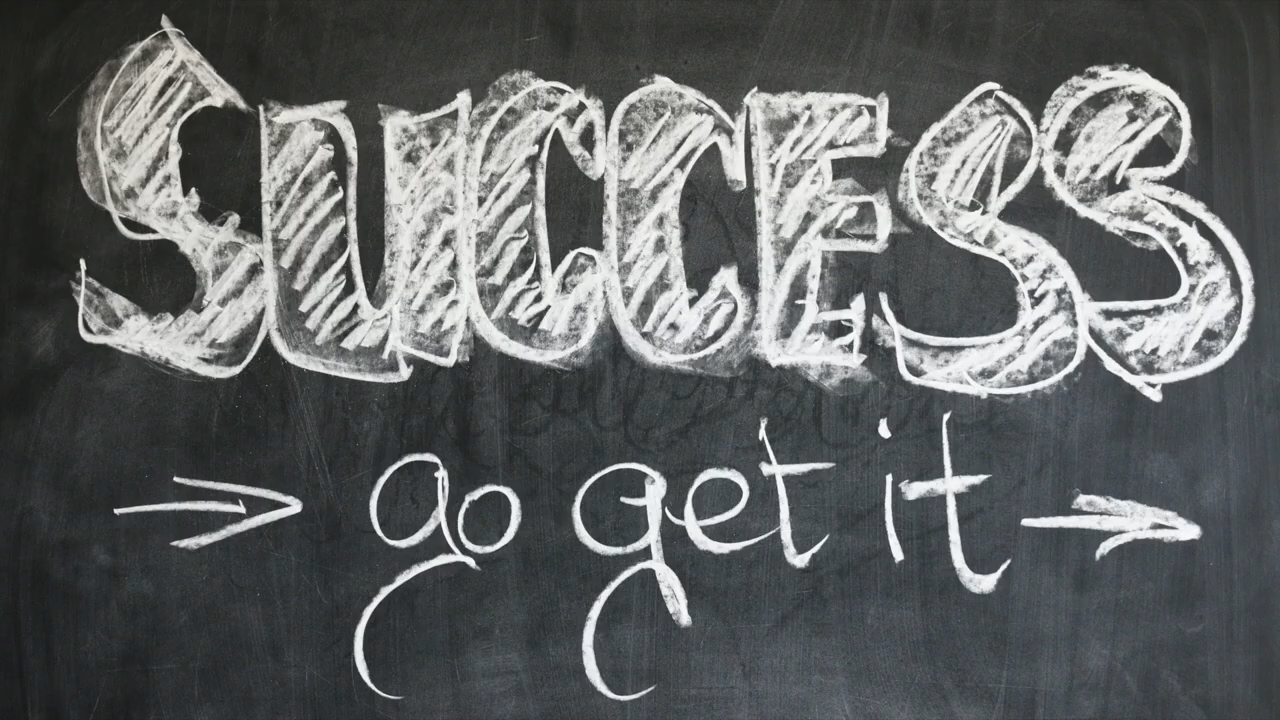 SUCCESS
→ go get it →